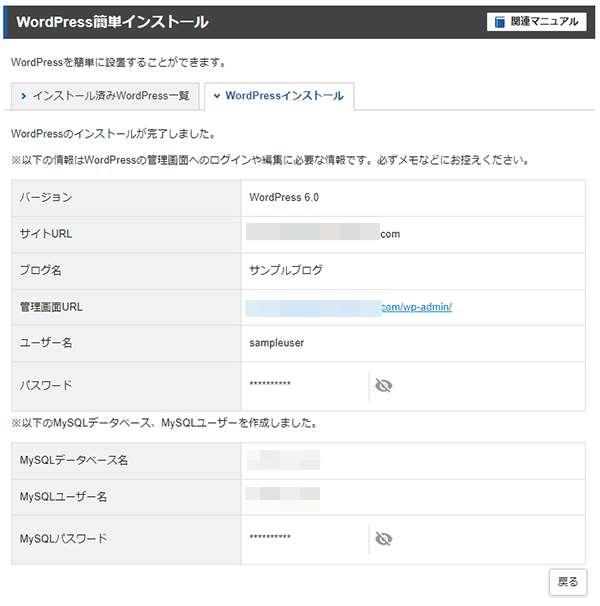 WordPress簡単インストール
関連マニュアル
WordPressを簡単に設置することができます。
インストール済みWordPress一覧
WordPressインストール
WordPressのインストールが完了しました。
※以下の情報はWordPressの管理画面へのログインや編集に必要な情報です。必ずメモなどにお控えください。
バージョン WordPress 6.0
サイトURL com
ブログ名 サンプルブログ
管理画面URL com/wp-admin/
ユーザー名 sampleuser
パスワード **********
※以下のMySQLデータベース、MySQLユーザーを作成しました。
MySQLデータベース名
MySQLユーザー名
MySQLパスワード **********
戻る